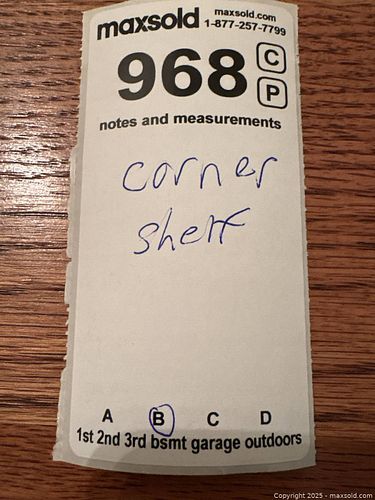 maxsold maxsold.com
1-877-257-7799
968 C
P
notes and measurements
corner
shelf
A B C D
1st 2nd 3rd bsmt garage outdoors
Copyright 2025 - maxsold.com